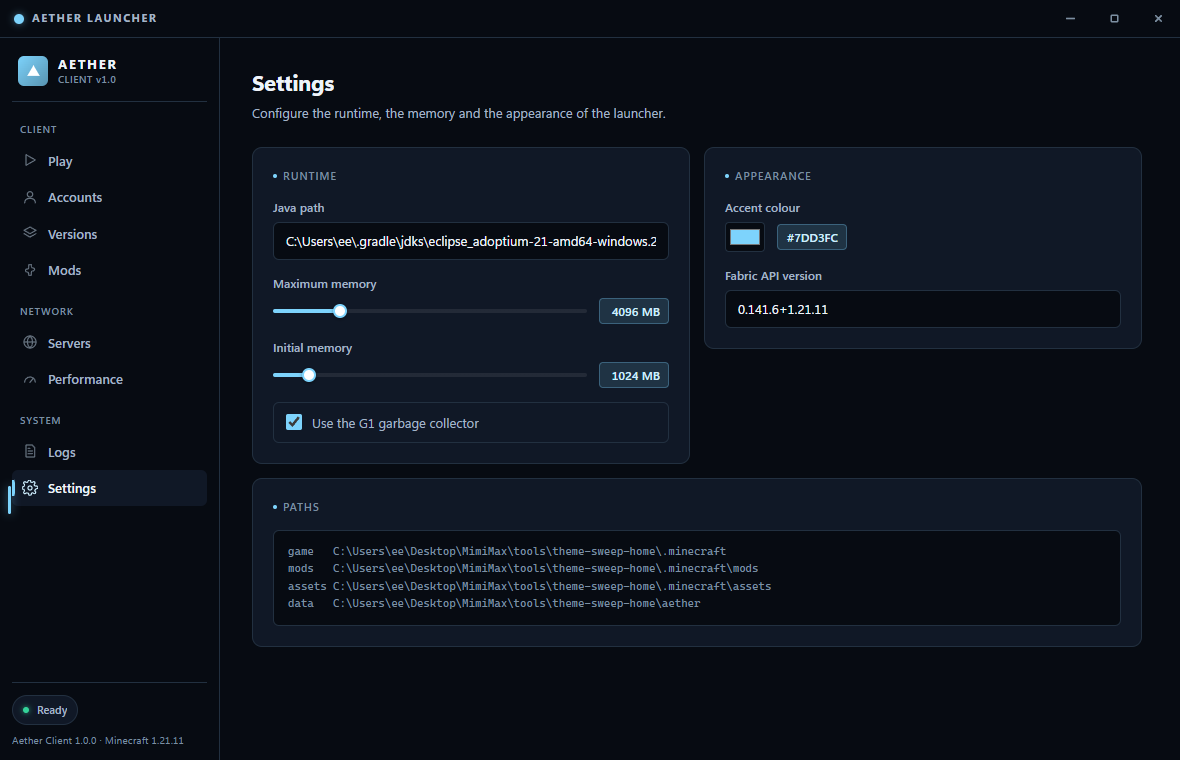 AETHER LAUNCHER
AETHER
CLIENT v1.0
CLIENT
Play
Accounts
Versions
Mods
NETWORK
Servers
Performance
SYSTEM
Logs
Settings
Ready
Aether Client 1.0.0 · Minecraft 1.21.11
Settings
Configure the runtime, the memory and the appearance of the launcher.
RUNTIME
Java path
C:\Users\ee\.gradle\jdks\eclipse_adoptium-21-amd64-windows.2
Maximum memory
4096 MB
Initial memory
1024 MB
Use the G1 garbage collector
APPEARANCE
Accent colour
#7DD3FC
Fabric API version
0.141.6+1.21.11
PATHS
game C:\Users\ee\Desktop\MimiMax\tools\theme-sweep-home\.minecraft
mods C:\Users\ee\Desktop\MimiMax\tools\theme-sweep-home\.minecraft\mods
assets C:\Users\ee\Desktop\MimiMax\tools\theme-sweep-home\.minecraft\assets
data C:\Users\ee\Desktop\MimiMax\tools\theme-sweep-home\aether